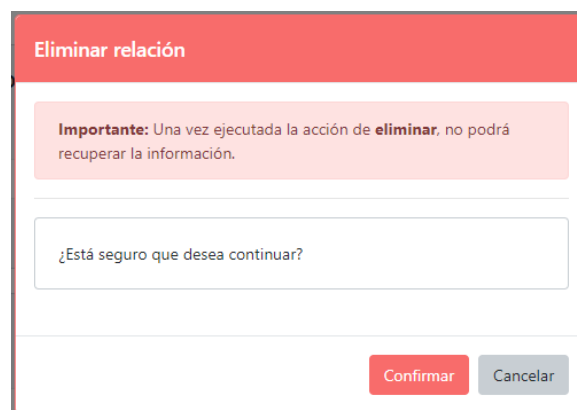 Eliminar relación
Importante: Una vez ejecutada la acción de eliminar, no podrá
recuperar la información.
¿Está seguro que desea continuar?
Confirmar Cancelar